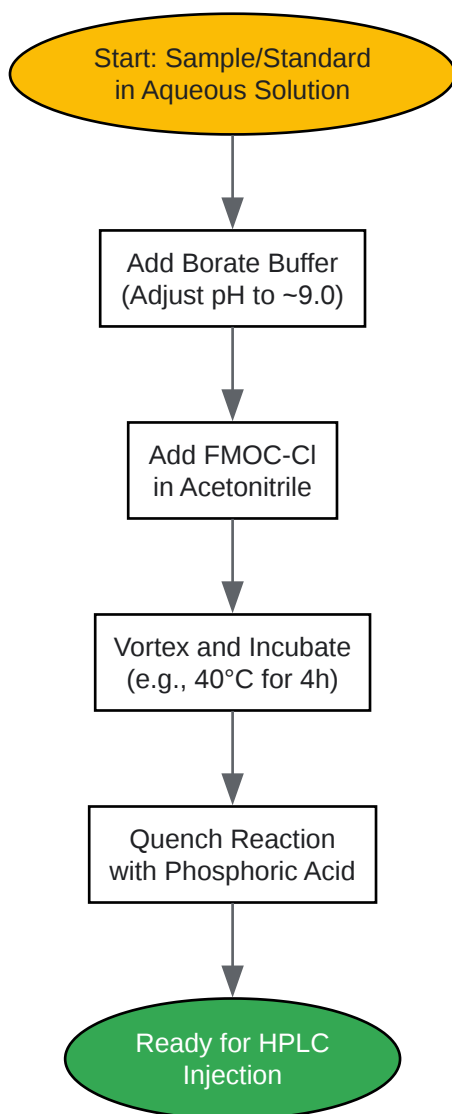 Start: Sample/Standard
in Aqueous Solution
Add Borate Buffer
(Adjust pH to ~9.0)
Add FMOC-Cl
in Acetonitrile
Vortex and Incubate
(e.g., 40°C for 4h)
Quench Reaction
with Phosphoric Acid
Ready for HPLC
Injection